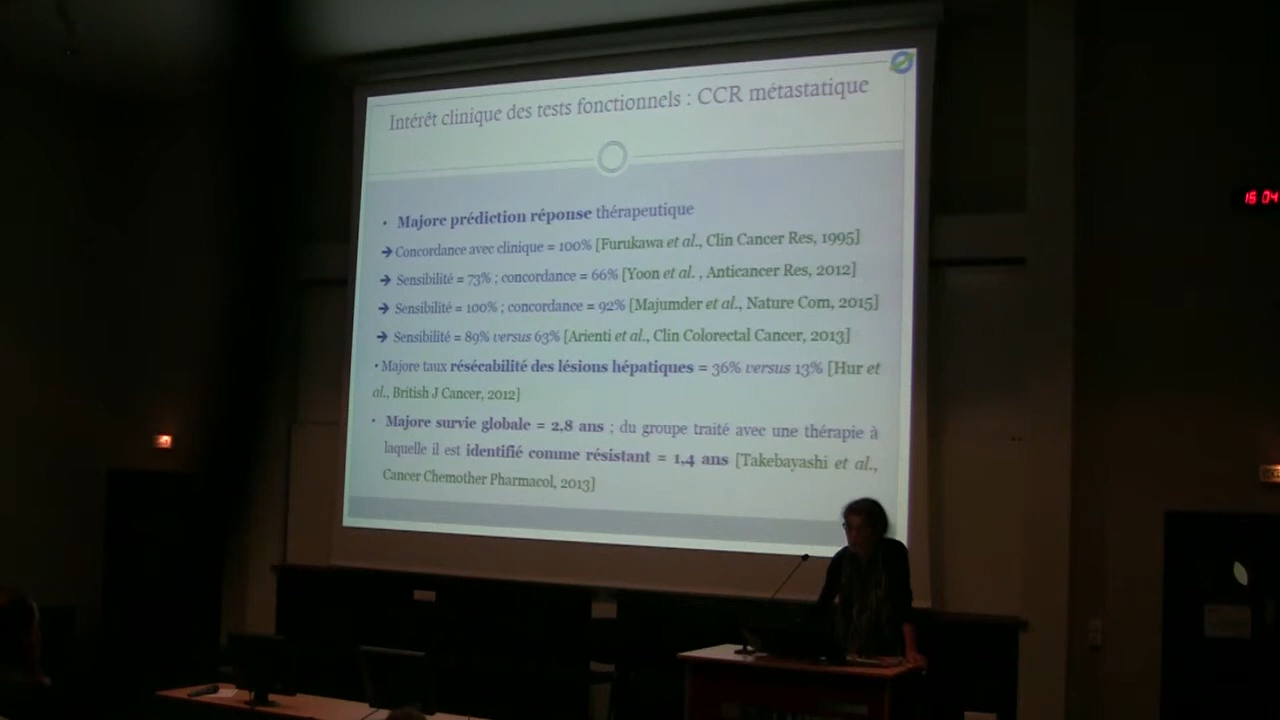 Intérêt clinique des tests fonctionnels : CCR métastatique
• Majore prédiction réponse thérapeutique
→ Concordance avec clinique = 100% [Furukawa et al., Clin Cancer Res, 1995]
→ Sensibilité = 73% ; concordance = 66% [Yoon et al. , Anticancer Res, 2012]
→ Sensibilité = 100% ; concordance = 92% [Majumder et al., Nature Com, 2015]
→ Sensibilité = 89% versus 63% [Arienti et al., Clin Colorectal Cancer, 2013]
• Majore taux résécabilité des lésions hépatiques = 36% versus 13% [Hur et
al., British J Cancer, 2012]
• Majore survie globale = 2,8 ans ; du groupe traité avec une thérapie à
laquelle il est identifié comme résistant = 1,4 ans [Takebayashi et al.,
Cancer Chemother Pharmacol, 2013]
16 04